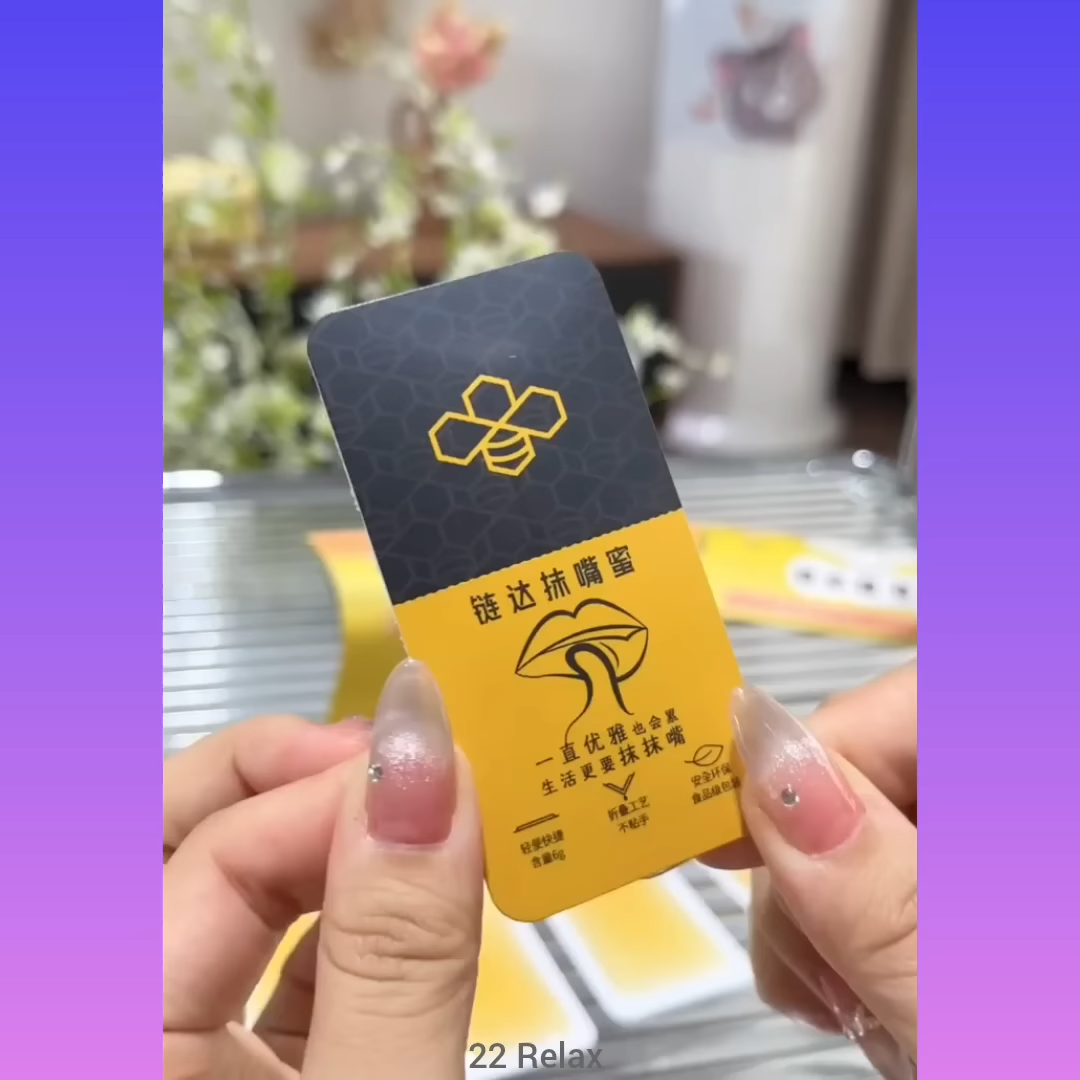 链达抹嘴蜜
一直优雅也会累
生活更要抹抹嘴
安全环保
食品级包装
折叠工艺
不粘手
轻便快捷
含量6g
22 Relax